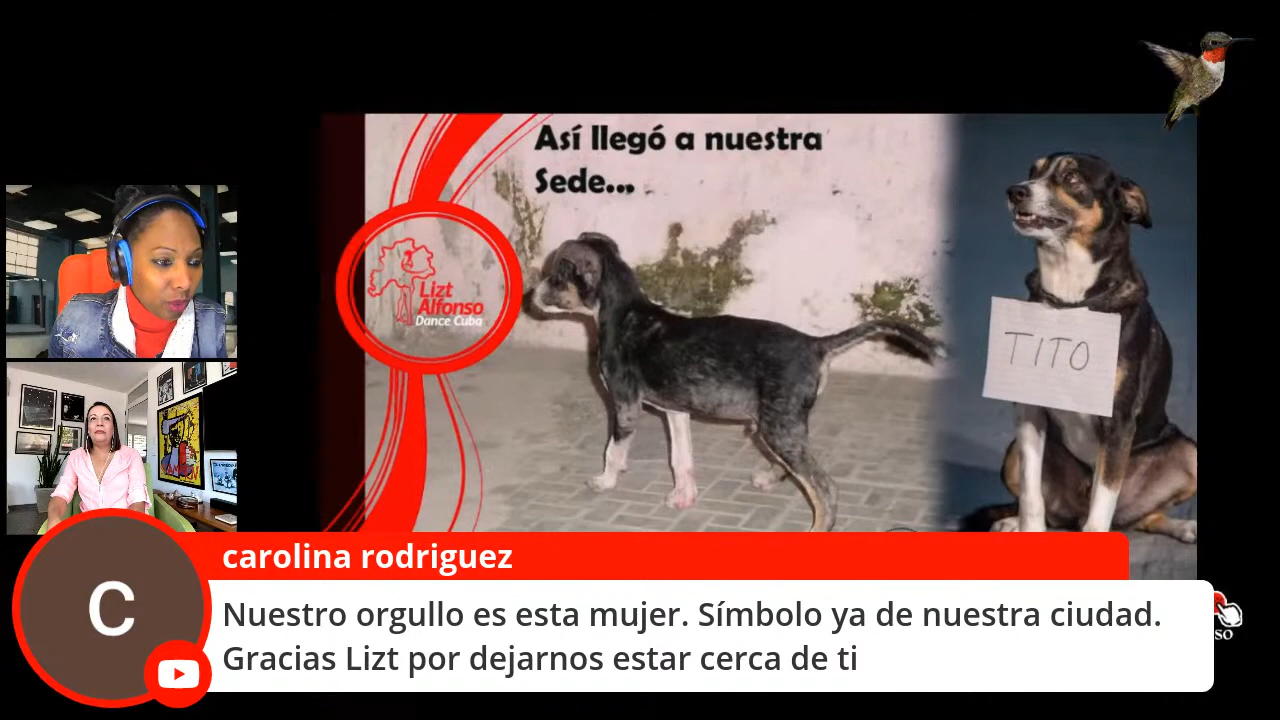 Así llegó a nuestra
Sede...
Lizt
Alfonso
Dance Cuba
TITO
carolina rodriguez
C
Nuestro orgullo es esta mujer. Símbolo ya de nuestra ciudad.
Gracias Lizt por dejarnos estar cerca de ti